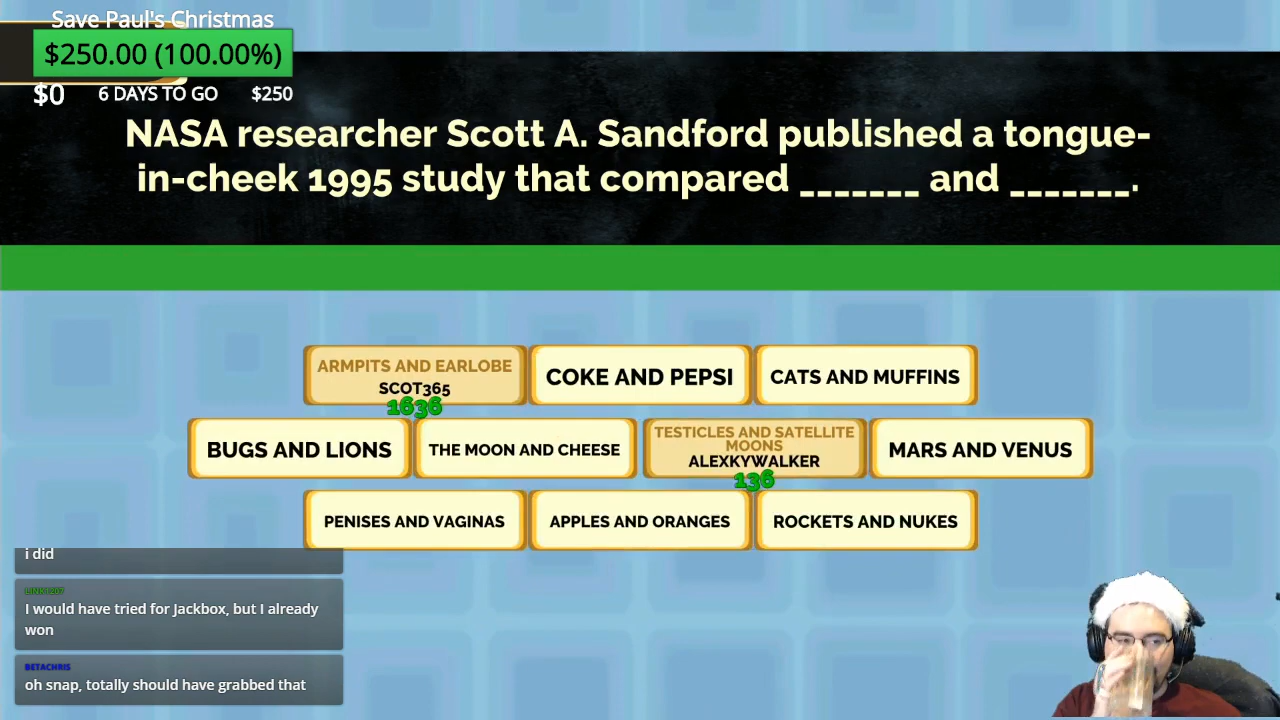 Save Paul's Christmas
$250.00 (100.00%)
$0 6 DAYS TO GO $250
NASA researcher Scott A. Sandford published a tongue-
in-cheek 1995 study that compared _______ and _______.
ARMPITS AND EARLOBE
SCOT365
1636
COKE AND PEPSI
CATS AND MUFFINS
BUGS AND LIONS
THE MOON AND CHEESE
TESTICLES AND SATELLITE
MOONS
ALEXKYWALKER
136
MARS AND VENUS
PENISES AND VAGINAS
APPLES AND ORANGES
ROCKETS AND NUKES
i did
LINK1207
I would have tried for Jackbox, but I already
won
BETACHRIS
oh snap, totally should have grabbed that